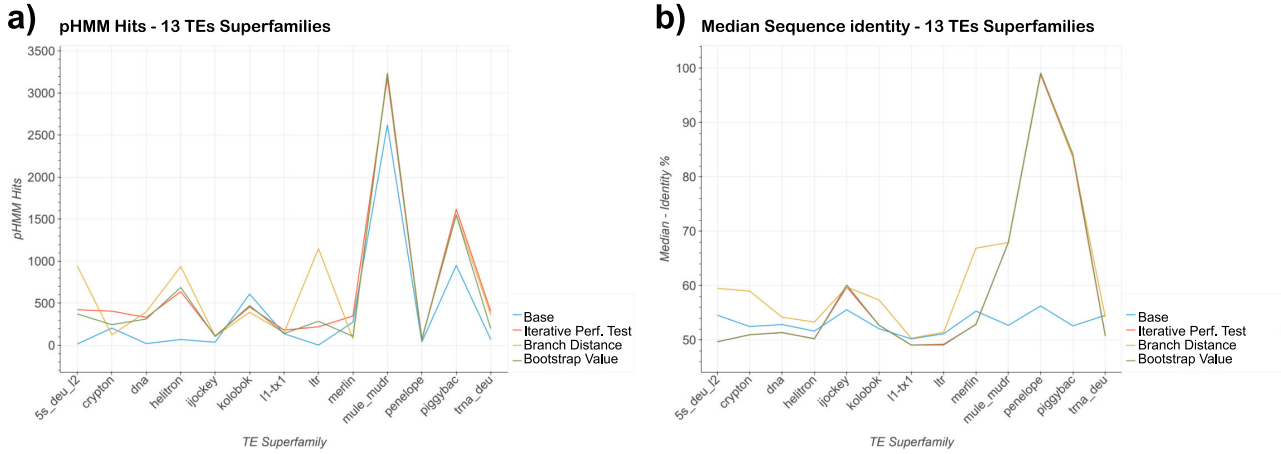 a)
pHMM Hits - 13 TEs Superfamilies
3500
3000
2500
2000
1500
1000
500
0
pHMM Hits
5s_deu_l2
crypton
dna
helitron
ijockey
kolobok
l1-tx1
ltr
merlin
mule_mudr
penelope
piggybac
trna_deu
TE Superfamily
Base
Iterative Perf. Test
Branch Distance
Bootstrap Value
b)
Median Sequence identity - 13 TEs Superfamilies
100
90
80
70
60
50
Median - Identity %
5s_deu_l2
crypton
dna
helitron
ijockey
kolobok
l1-tx1
ltr
merlin
mule_mudr
penelope
piggybac
trna_deu
TE Superfamily
Base
Iterative Perf. Test
Branch Distance
Bootstrap Value